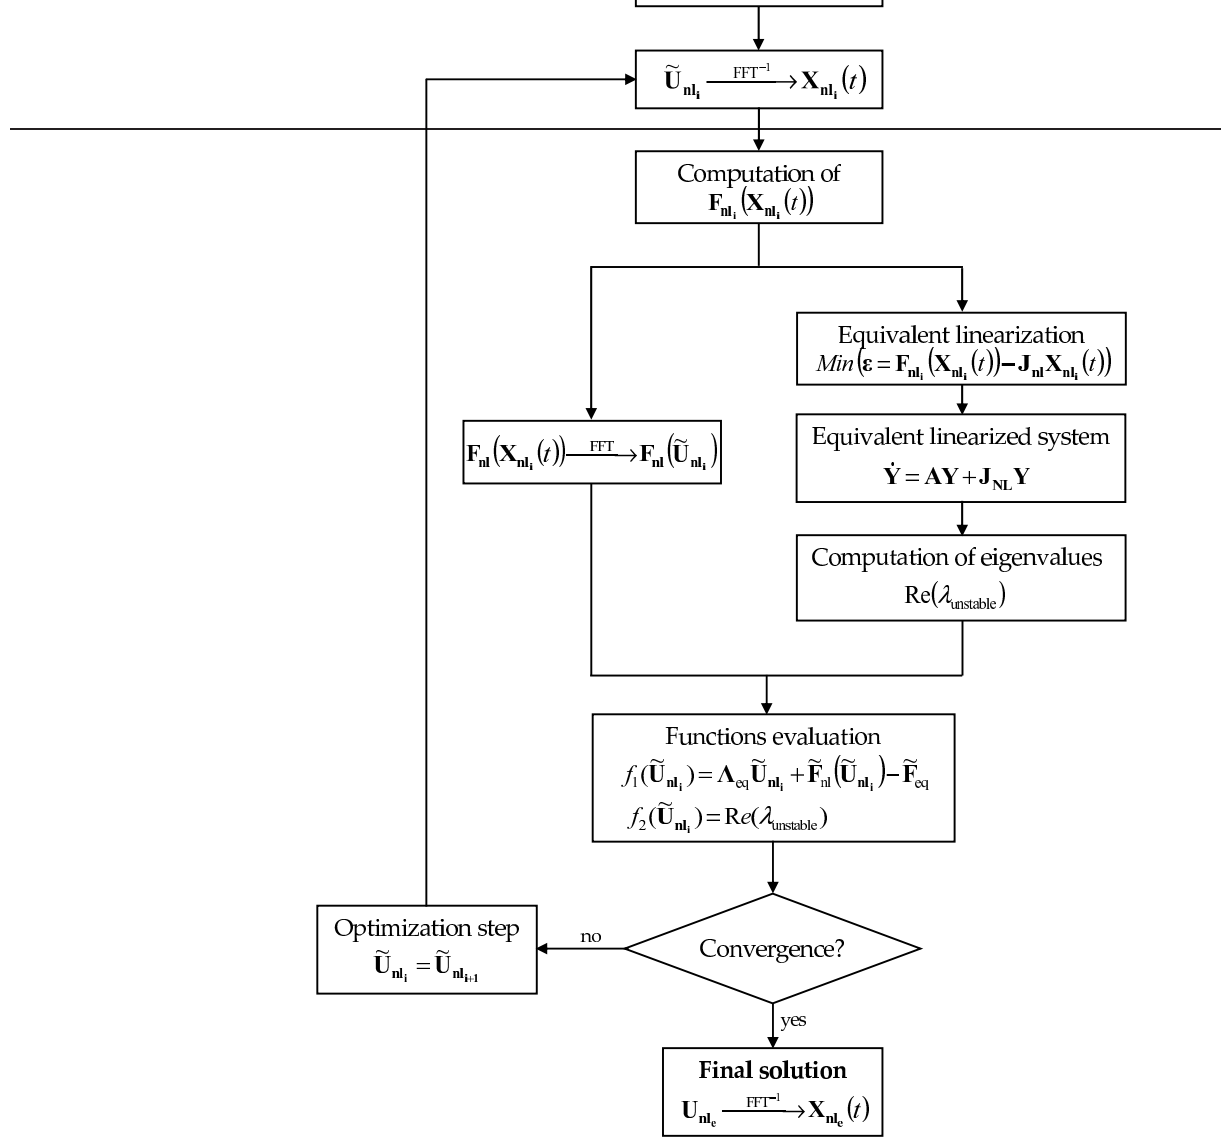 Ũ_nl_i FFT⁻¹ → X_nl_i(t)
Computation of
F_nl_i(X_nl_i(t))
Equivalent linearization
Min(ε = F_nl_i(X_nl_i(t)) − J_nl X_nl_i(t))
F_nl(X_nl_i(t)) FFT → F_nl(Ũ_nl_i)
Equivalent linearized system
Ẏ = AY + J_NL Y
Computation of eigenvalues
Re(λ_unstable)
Functions evaluation
f₁(Ũ_nl_i) = Λ_eq Ũ_nl_i + F̃_nl(Ũ_nl_i) − F̃_eq
f₂(Ũ_nl_i) = Re(λ_unstable)
Optimization step
Ũ_nl_i = Ũ_nl_i+1
no
Convergence?
yes
Final solution
U_nl_e FFT⁻¹ → X_nl_e(t)